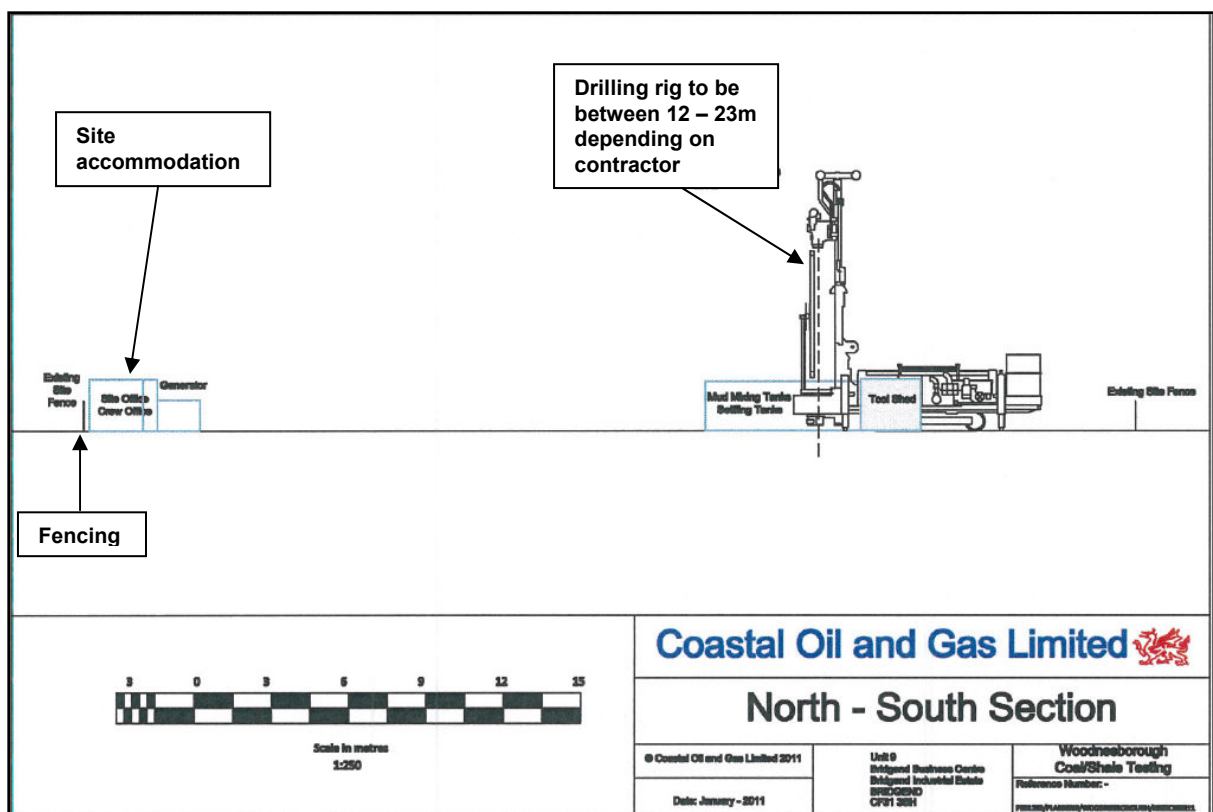 Drilling rig to be
between 12 – 23m
depending on
contractor
Site
accommodation
Existing
Site
Fence
Site Office
Crew Office
Generator
Mud Mixing Tanks
Settling Tanks
Tool Shed
Existing Site Fence
Fencing
3 0 3 6 9 12 15
Scale in metres
1:250
Coastal Oil and Gas Limited
North - South Section
© Coastal Oil and Gas Limited 2011
Date: January - 2011
Unit 9
Bridgend Business Centre
Bridgend Industrial Estate
BRIDGEND
CF31 3SH
Woodnesborough
Coal/Shale Testing
Reference Number: -